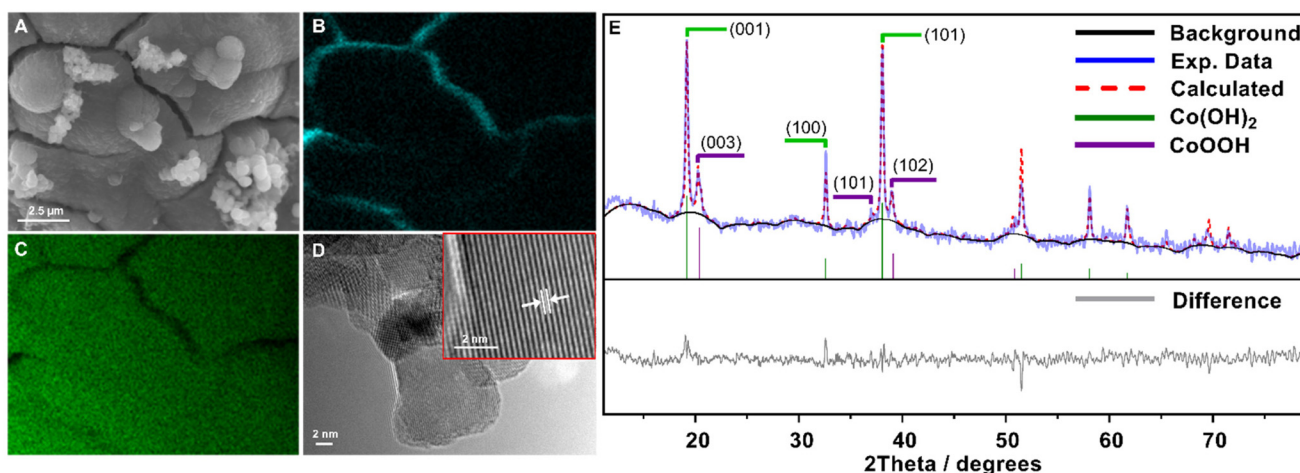 A
2.5 µm
B
C
D
2 nm
2 nm
E
(001)
(003)
(100)
(101)
(101)
(102)
Background
Exp. Data
Calculated
Co(OH)₂
CoOOH
Difference
20 30 40 50 60 70
2Theta / degrees